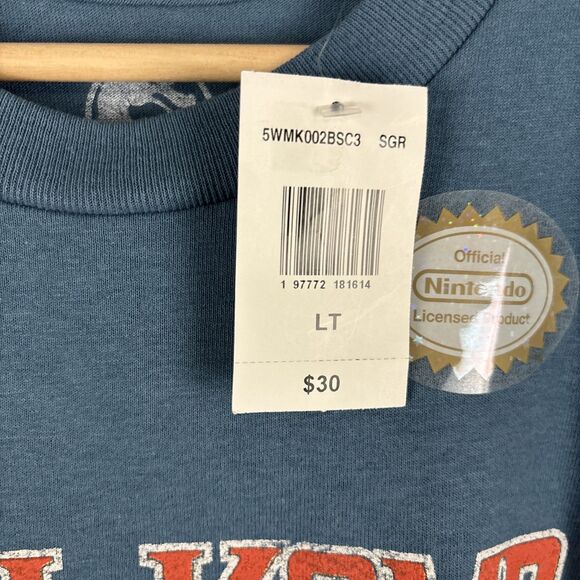 5WMK002BSC3 SGR
1 97772 181614
LT
$30
Official
Nintendo
Licensed Product